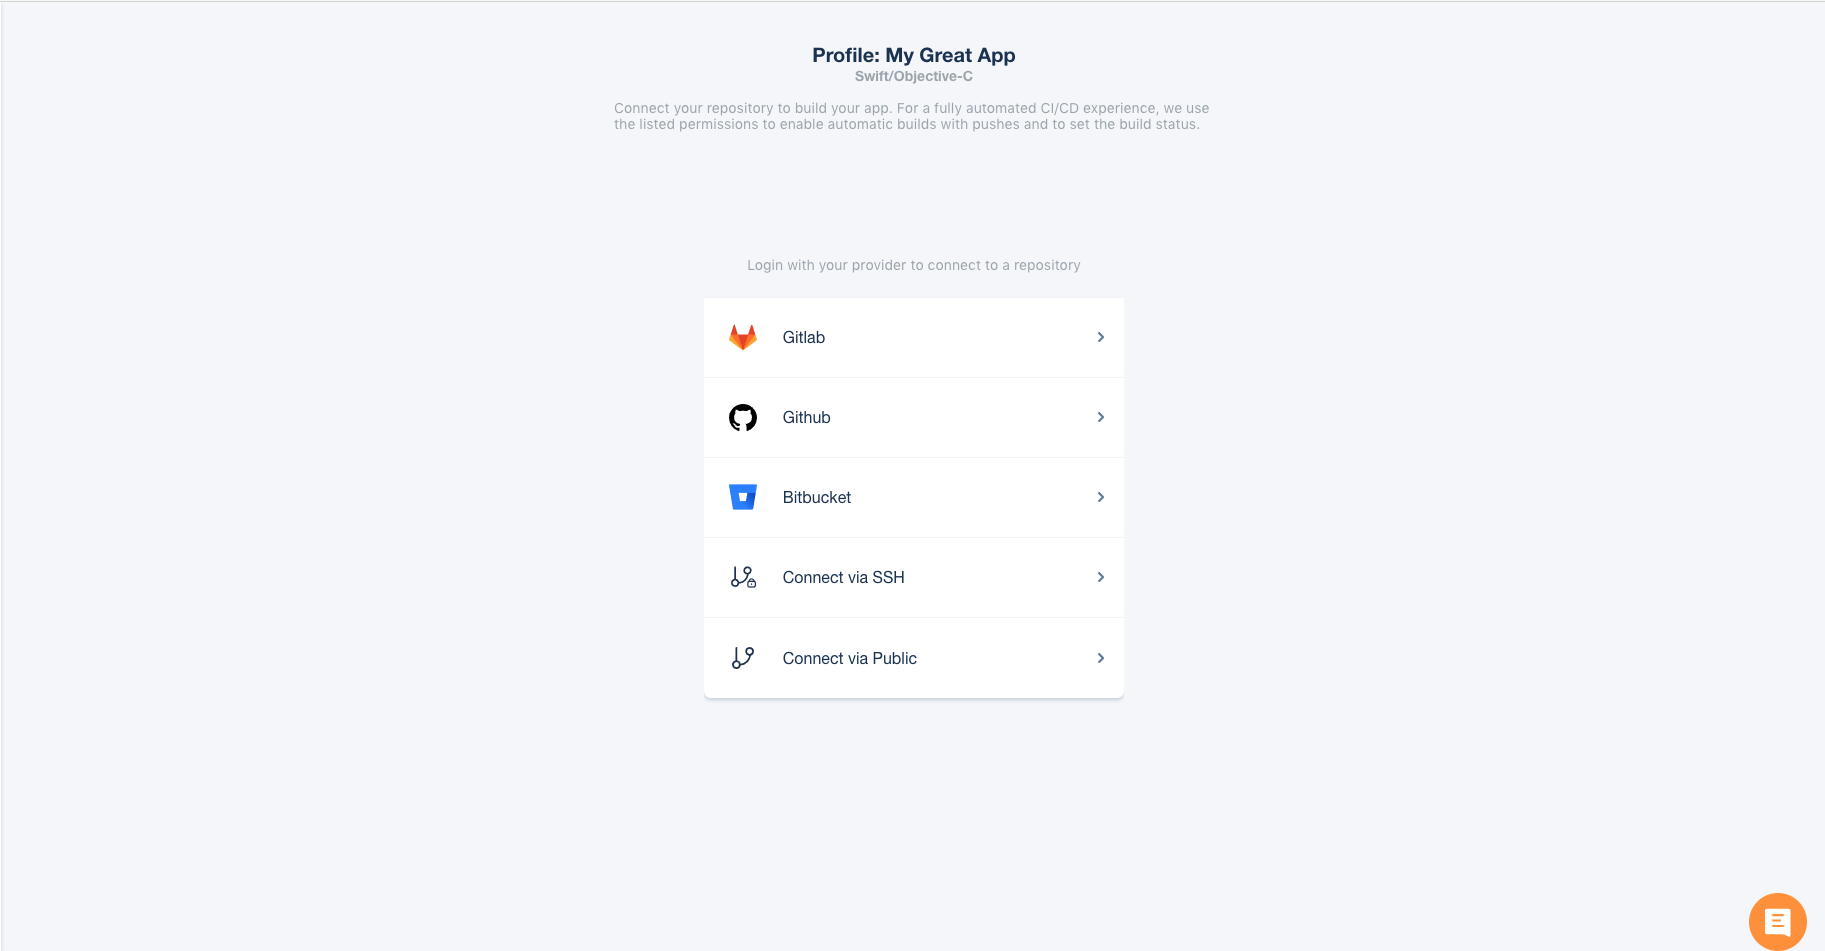 Profile: My Great App
Swift/Objective-C
Connect your repository to build your app. For a fully automated CI/CD experience, we use
the listed permissions to enable automatic builds with pushes and to set the build status.
Login with your provider to connect to a repository
Gitlab
Github
Bitbucket
Connect via SSH
Connect via Public